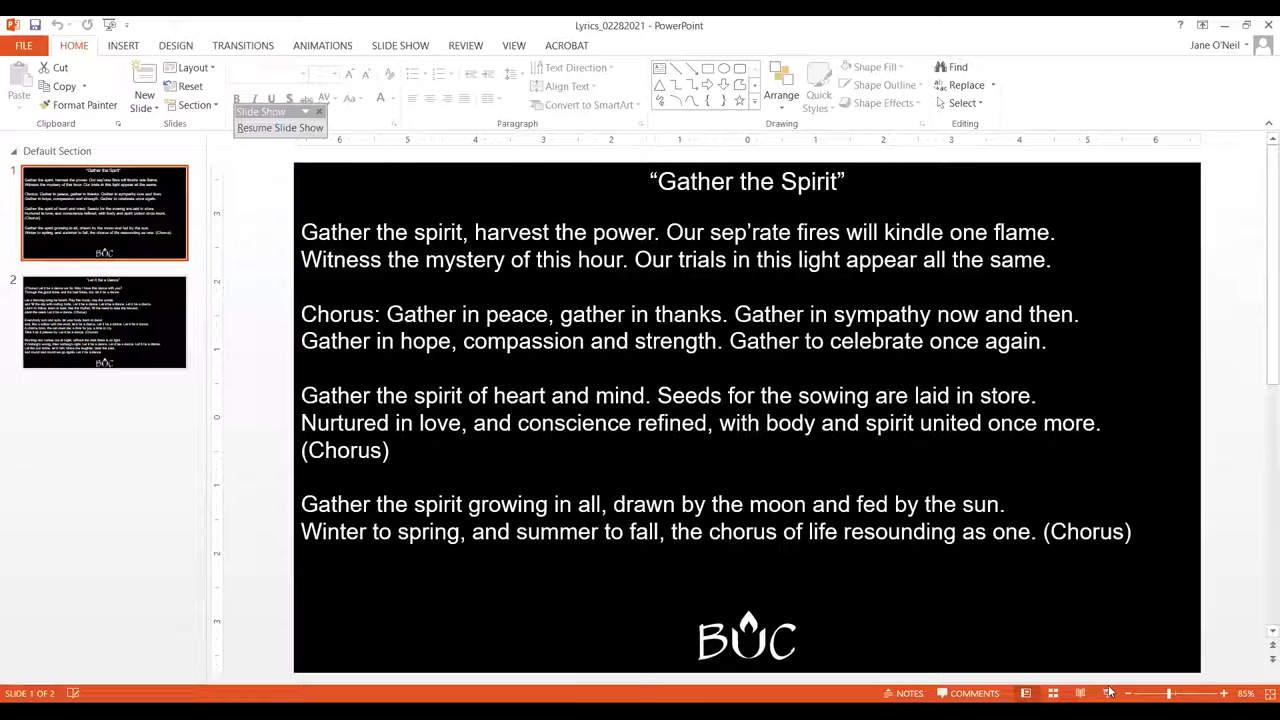 Lyrics_02282021 - PowerPoint
FILE HOME INSERT DESIGN TRANSITIONS ANIMATIONS SLIDE SHOW REVIEW VIEW ACROBAT Jane O'Neil
Paste
Cut
Copy
Format Painter
Clipboard
New
Slide
Layout
Reset
Section
Slides
Slide Show
Resume Slide Show
Text Direction
Align Text
Convert to SmartArt
Paragraph
Arrange
Quick
Styles
Shape Fill
Shape Outline
Shape Effects
Drawing
Find
Replace
Select
Editing
Default Section
1
2
“Gather the Spirit”
Gather the spirit, harvest the power. Our sep’rate fires will kindle one flame.
Witness the mystery of this hour. Our trials in this light appear all the same.
Chorus: Gather in peace, gather in thanks. Gather in sympathy now and then.
Gather in hope, compassion and strength. Gather to celebrate once again.
Gather the spirit of heart and mind. Seeds for the sowing are laid in store.
Nurtured in love, and conscience refined, with body and spirit united once more.
(Chorus)
Gather the spirit growing in all, drawn by the moon and fed by the sun.
Winter to spring, and summer to fall, the chorus of life resounding as one. (Chorus)
BUC
SLIDE 1 OF 2 NOTES COMMENTS 85%